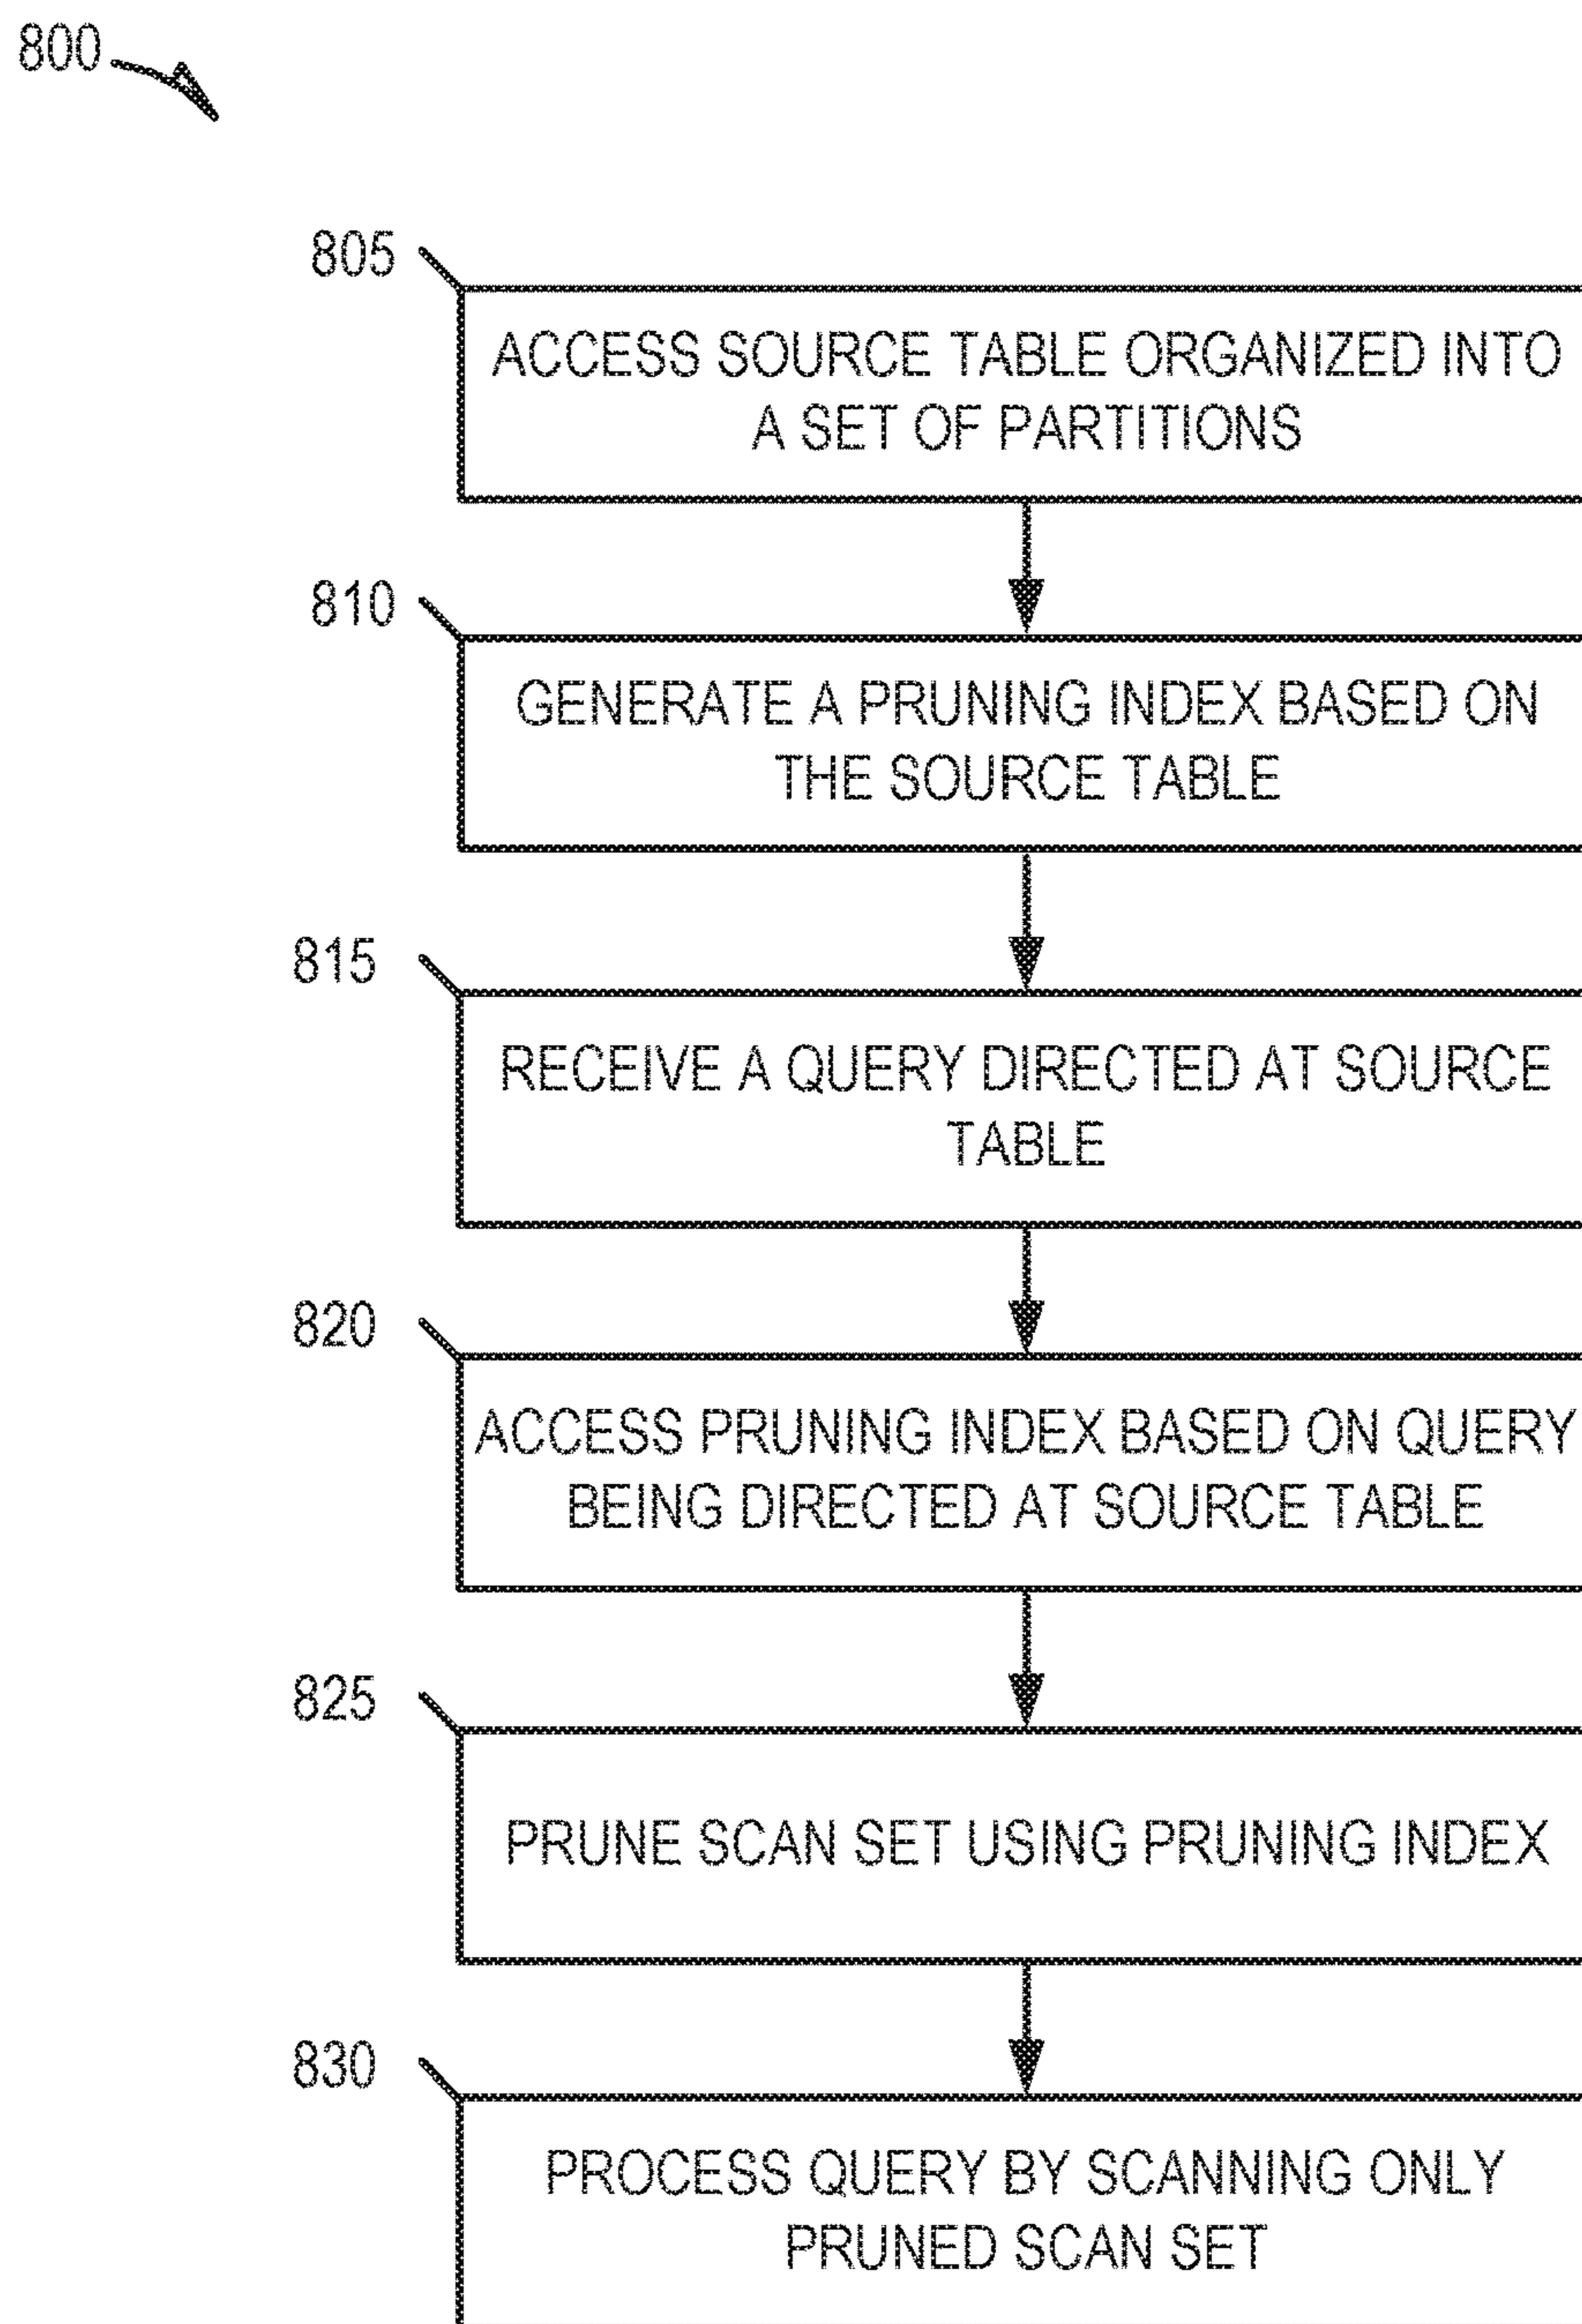 800
805
ACCESS SOURCE TABLE ORGANIZED INTO
A SET OF PARTITIONS
810
GENERATE A PRUNING INDEX BASED ON
THE SOURCE TABLE
815
RECEIVE A QUERY DIRECTED AT SOURCE
TABLE
820
ACCESS PRUNING INDEX BASED ON QUERY
BEING DIRECTED AT SOURCE TABLE
825
PRUNE SCAN SET USING PRUNING INDEX
830
PROCESS QUERY BY SCANNING ONLY
PRUNED SCAN SET